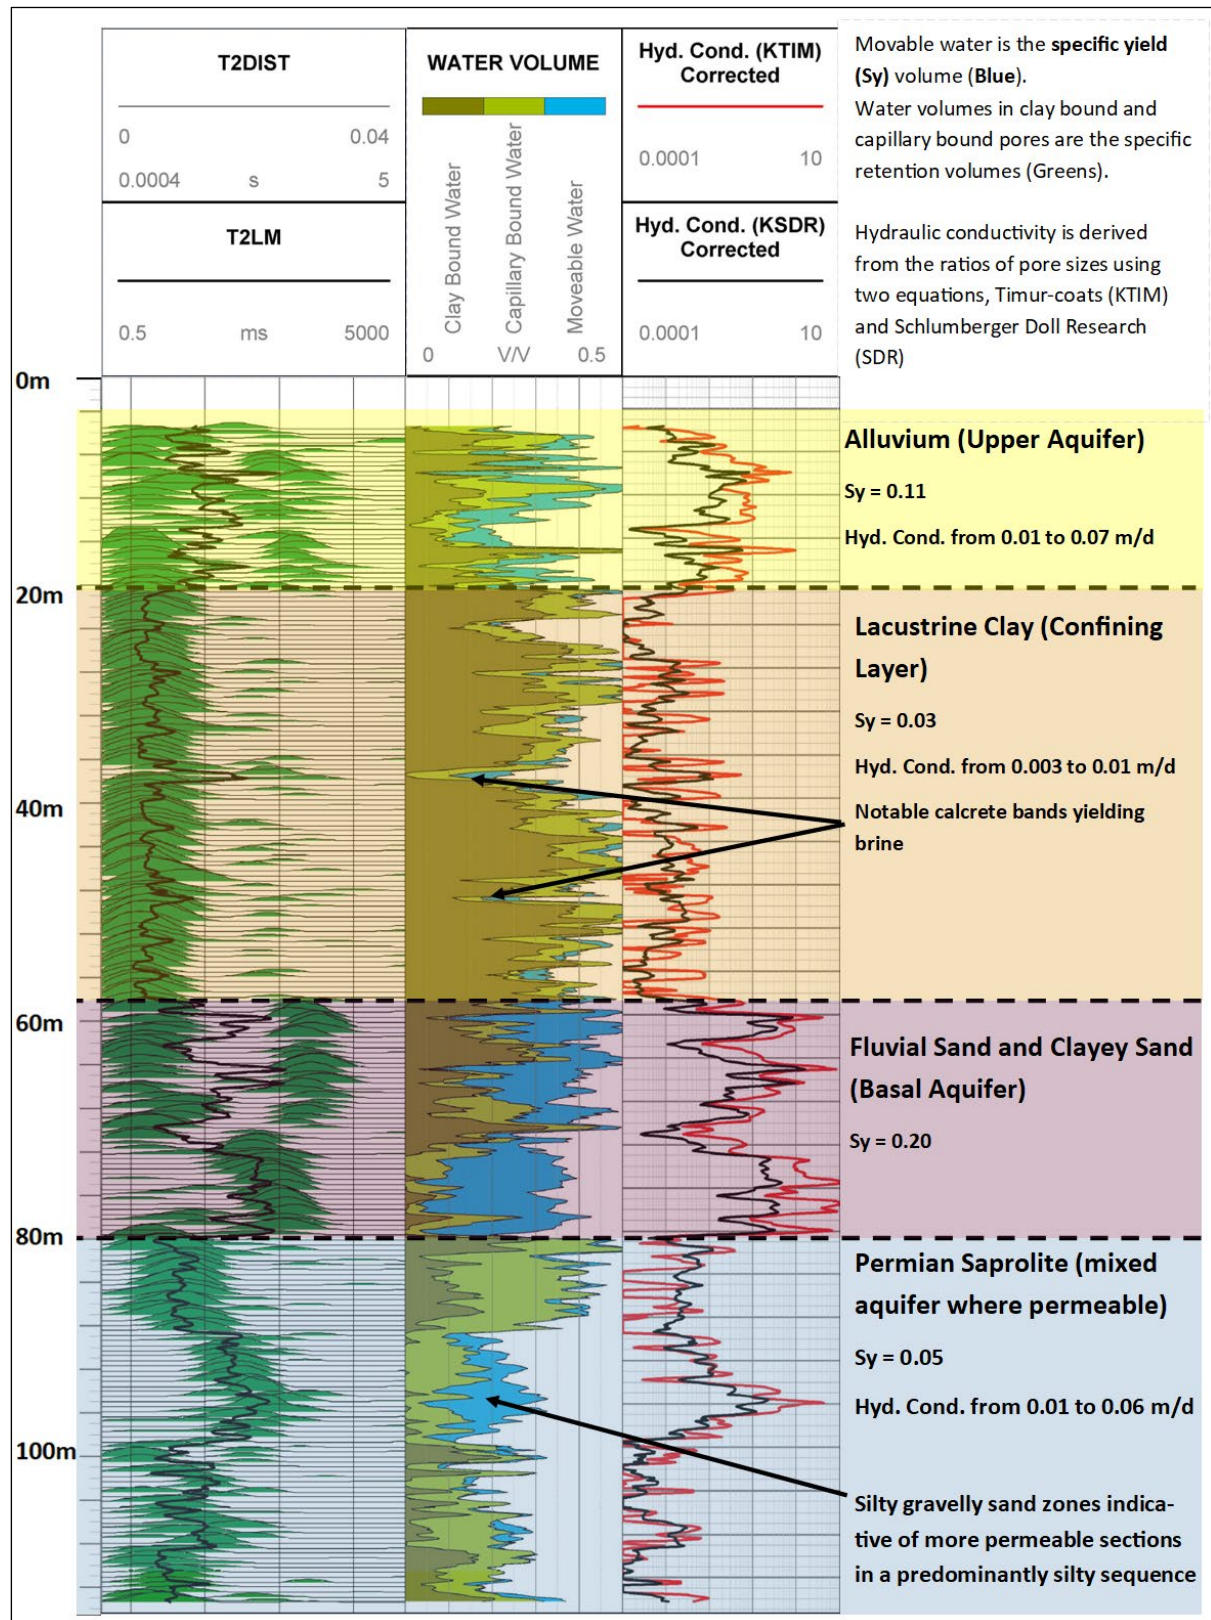 T2DIST
0 0.04
0.0004 s 5
T2LM
0.5 ms 5000
WATER VOLUME
Clay Bound Water
Capillary Bound Water
Moveable Water
0 V/V 0.5
Hyd. Cond. (KTIM)
Corrected
0.0001 10
Hyd. Cond. (KSDR)
Corrected
0.0001 10
Movable water is the specific yield
(Sy) volume (Blue).
Water volumes in clay bound and
capillary bound pores are the specific
retention volumes (Greens).
Hydraulic conductivity is derived
from the ratios of pore sizes using
two equations, Timur-coats (KTIM)
and Schlumberger Doll Research
(SDR)
0m
20m
40m
60m
80m
100m
Alluvium (Upper Aquifer)
Sy = 0.11
Hyd. Cond. from 0.01 to 0.07 m/d
Lacustrine Clay (Confining
Layer)
Sy = 0.03
Hyd. Cond. from 0.003 to 0.01 m/d
Notable calcrete bands yielding
brine
Fluvial Sand and Clayey Sand
(Basal Aquifer)
Sy = 0.20
Permian Saprolite (mixed
aquifer where permeable)
Sy = 0.05
Hyd. Cond. from 0.01 to 0.06 m/d
Silty gravelly sand zones indica-
tive of more permeable sections
in a predominantly silty sequence